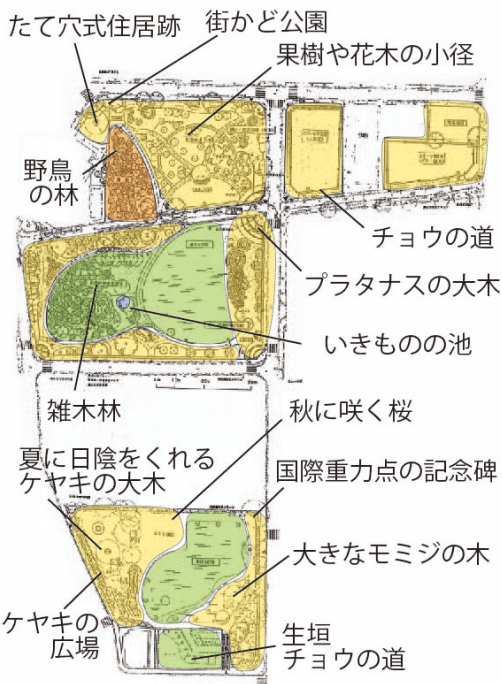 たて穴式住居跡
街かど公園
果樹や花木の小径
野鳥
の林
チョウの道
プラタナスの大木
いきものの池
雑木林
秋に咲く桜
夏に日陰をくれる
ケヤキの大木
国際重力点の記念碑
大きなモミジの木
ケヤキの
広場
生垣
チョウの道